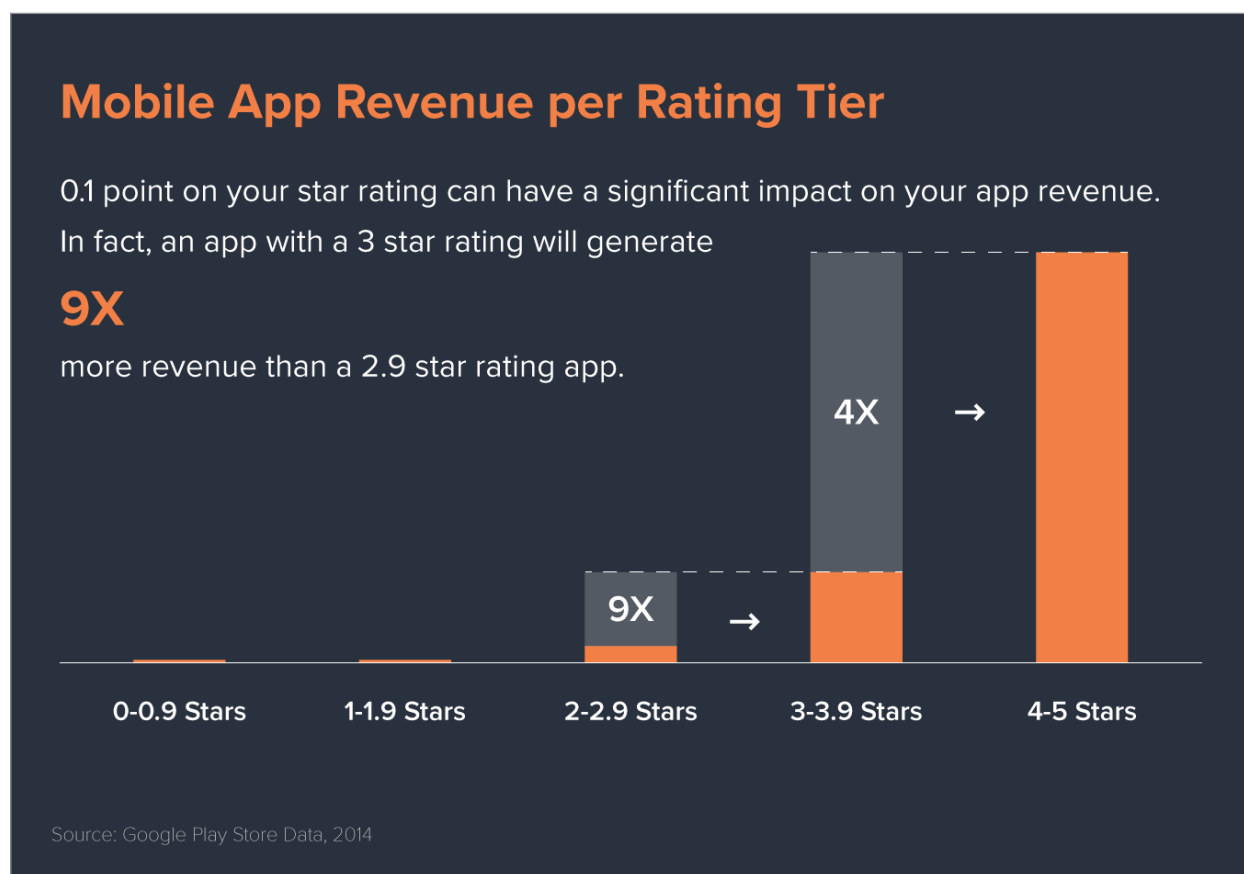 Mobile App Revenue per Rating Tier
0.1 point on your star rating can have a significant impact on your app revenue.
In fact, an app with a 3 star rating will generate
9X
more revenue than a 2.9 star rating app.
4X
→
9X
→
0-0.9 Stars
1-1.9 Stars
2-2.9 Stars
3-3.9 Stars
4-5 Stars
Source: Google Play Store Data, 2014